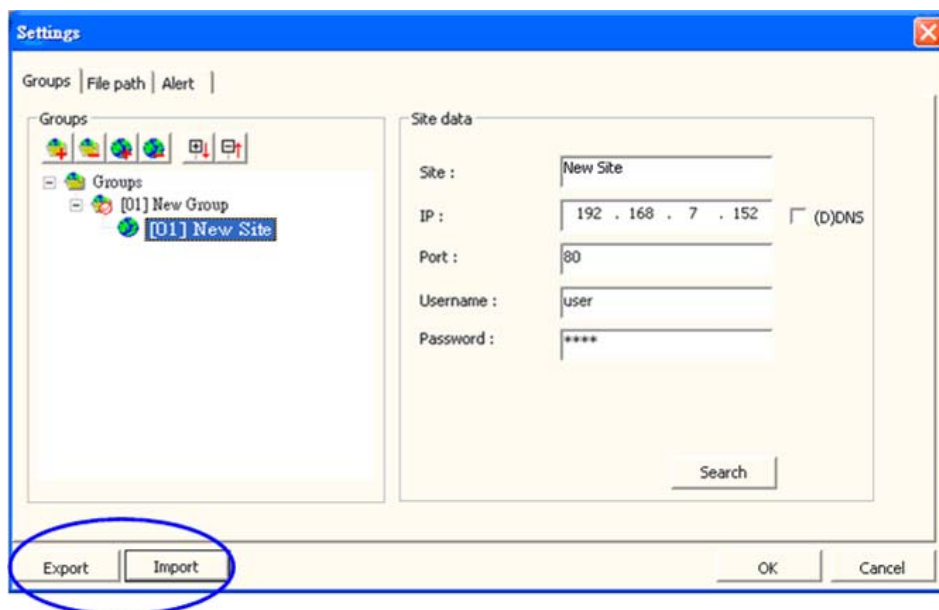 Settings
Groups File path Alert
Groups
Groups
[01] New Group
[01] New Site
Site data
Site : New Site
IP : 192 . 168 . 7 . 152 (D)DNS
Port : 80
Username : user
Password : ****
Search
Export Import OK Cancel